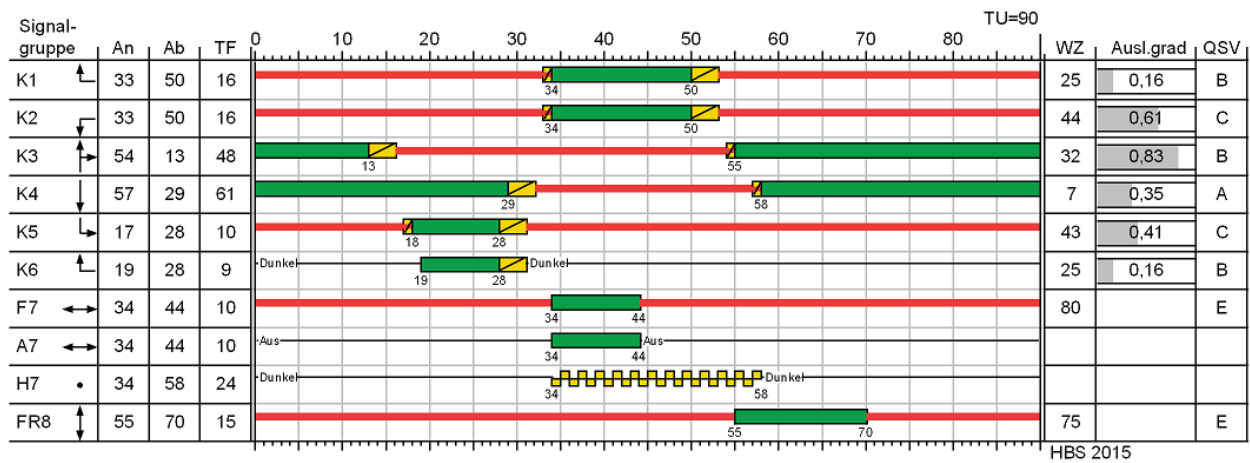 TU=90
Signal-
gruppe An Ab TF 0 10 20 30 40 50 60 70 80 WZ Ausl.grad QSV
K1 33 50 16 34 50 25 0,16 B
K2 33 50 16 34 50 44 0,61 C
K3 54 13 48 13 55 32 0,83 B
K4 57 29 61 29 58 7 0,35 A
K5 17 28 10 18 28 43 0,41 C
K6 19 28 9 Dunkel 19 28 Dunkel 25 0,16 B
F7 34 44 10 34 44 80 E
A7 34 44 10 Aus 34 44 Aus
H7 34 58 24 Dunkel 34 58 Dunkel
FR8 55 70 15 55 70 75 E
HBS 2015